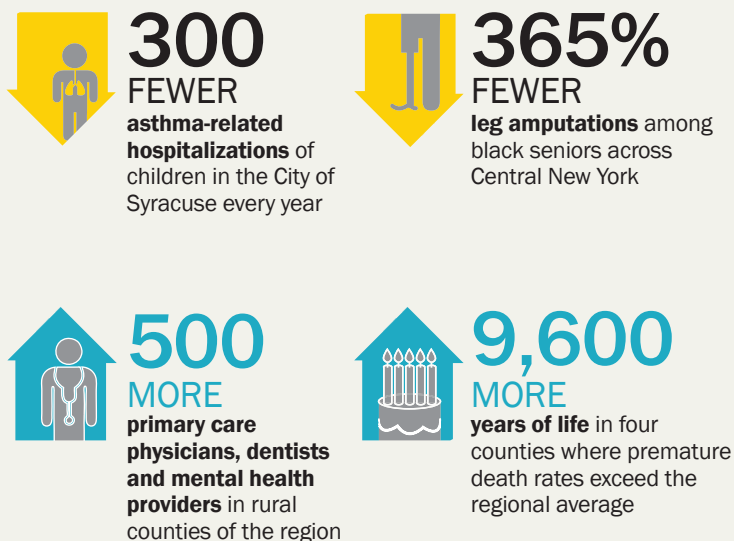 300
FEWER
asthma-related
hospitalizations of
children in the City of
Syracuse every year
365%
FEWER
leg amputations among
black seniors across
Central New York
500
MORE
primary care
physicians, dentists
and mental health
providers in rural
counties of the region
9,600
MORE
years of life in four
counties where premature
death rates exceed the
regional average